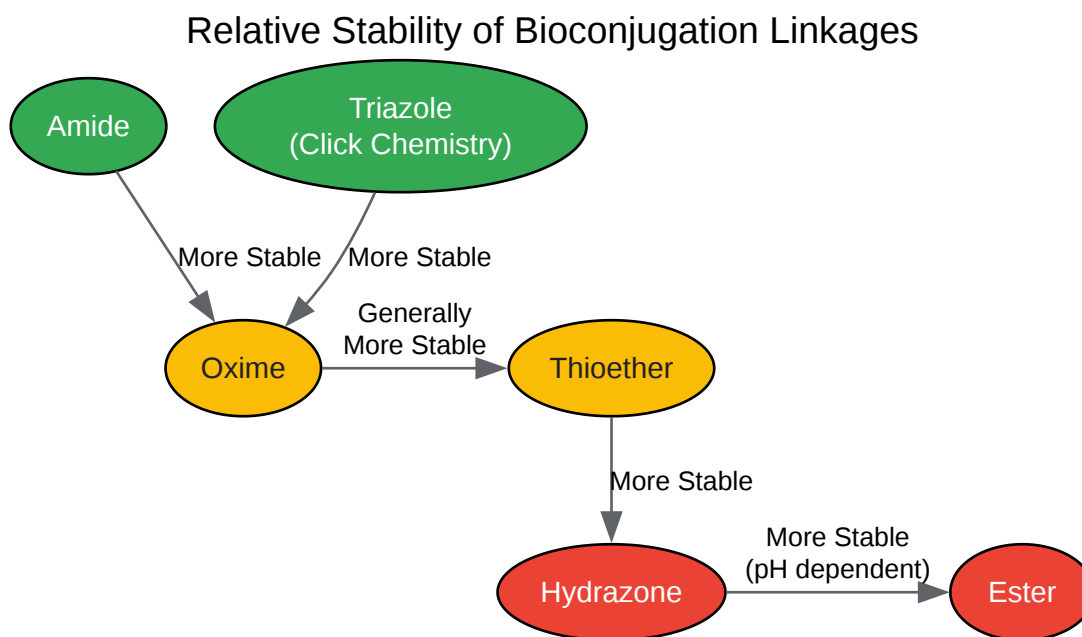 Relative Stability of Bioconjugation Linkages
Amide
Triazole
(Click Chemistry)
More Stable
More Stable
Generally
More Stable
Oxime
Thioether
More Stable
More Stable
(pH dependent)
Hydrazone
Ester